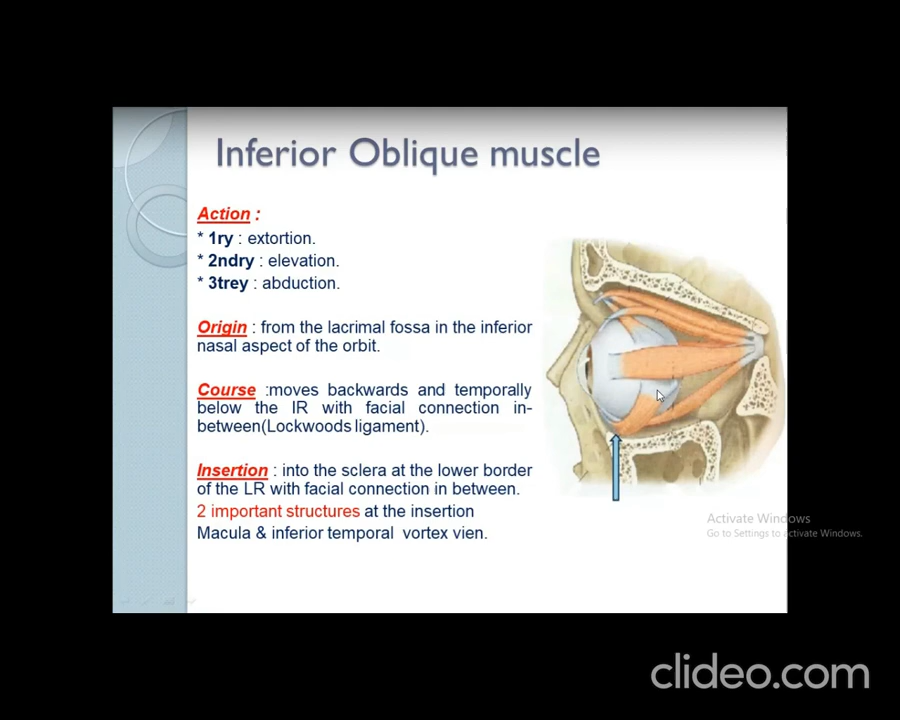 Inferior Oblique muscle
Action :
* 1ry : extortion.
* 2ndry : elevation.
* 3trey : abduction.
Origin : from the lacrimal fossa in the inferior
nasal aspect of the orbit.
Course :moves backwards and temporally
below the IR with facial connection in-
between(Lockwoods ligament).
Insertion : into the sclera at the lower border
of the LR with facial connection in between.
2 important structures at the insertion
Macula & inferior temporal vortex vien.
Activate Windows
Go to Settings to activate Windows.
clideo.com